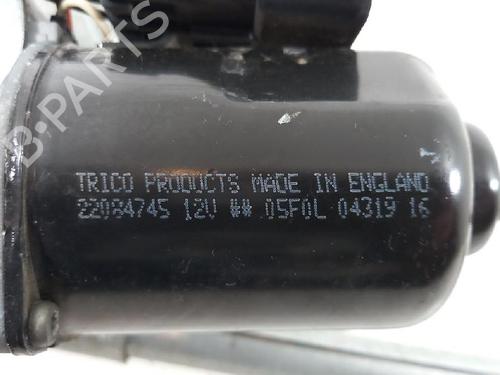 B-PARTS
TRICO PRODUCTS MADE IN ENGLAND
22084745 12V ## 05F0L 04319 16